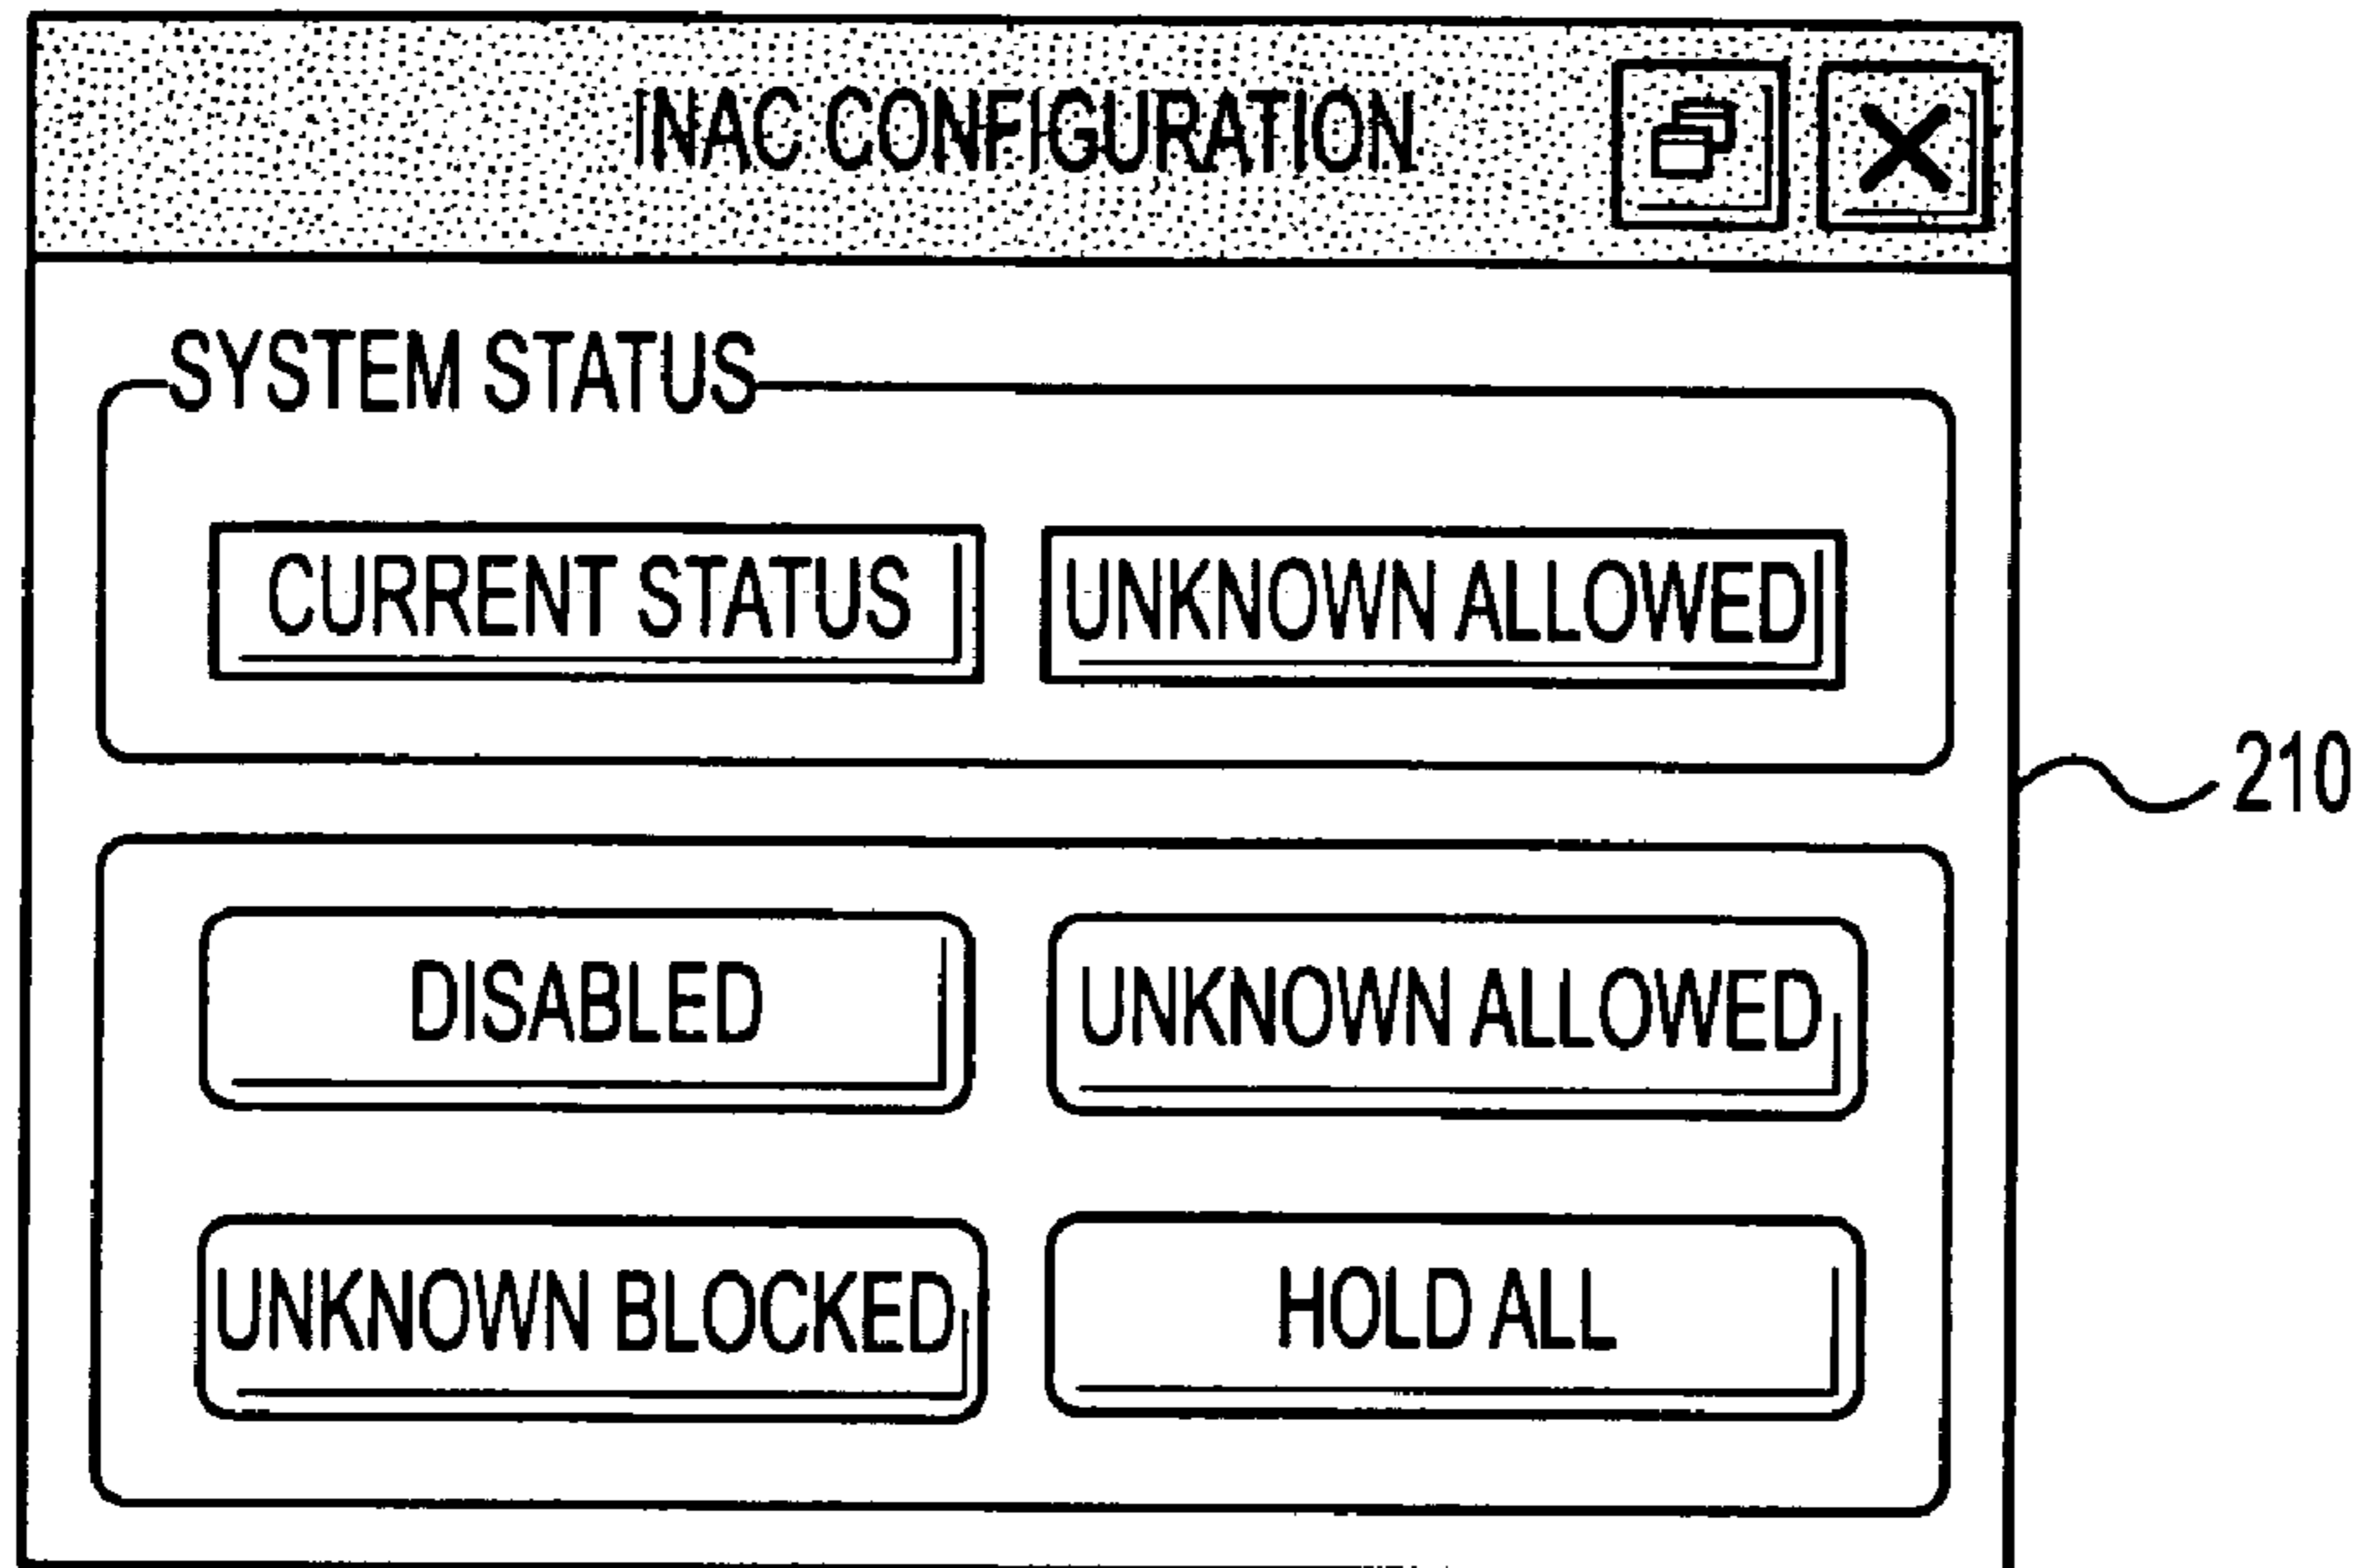 INAC CONFIGURATION
SYSTEM STATUS
CURRENT STATUS
UNKNOWN ALLOWED
210
DISABLED
UNKNOWN ALLOWED
UNKNOWN BLOCKED
HOLD ALL